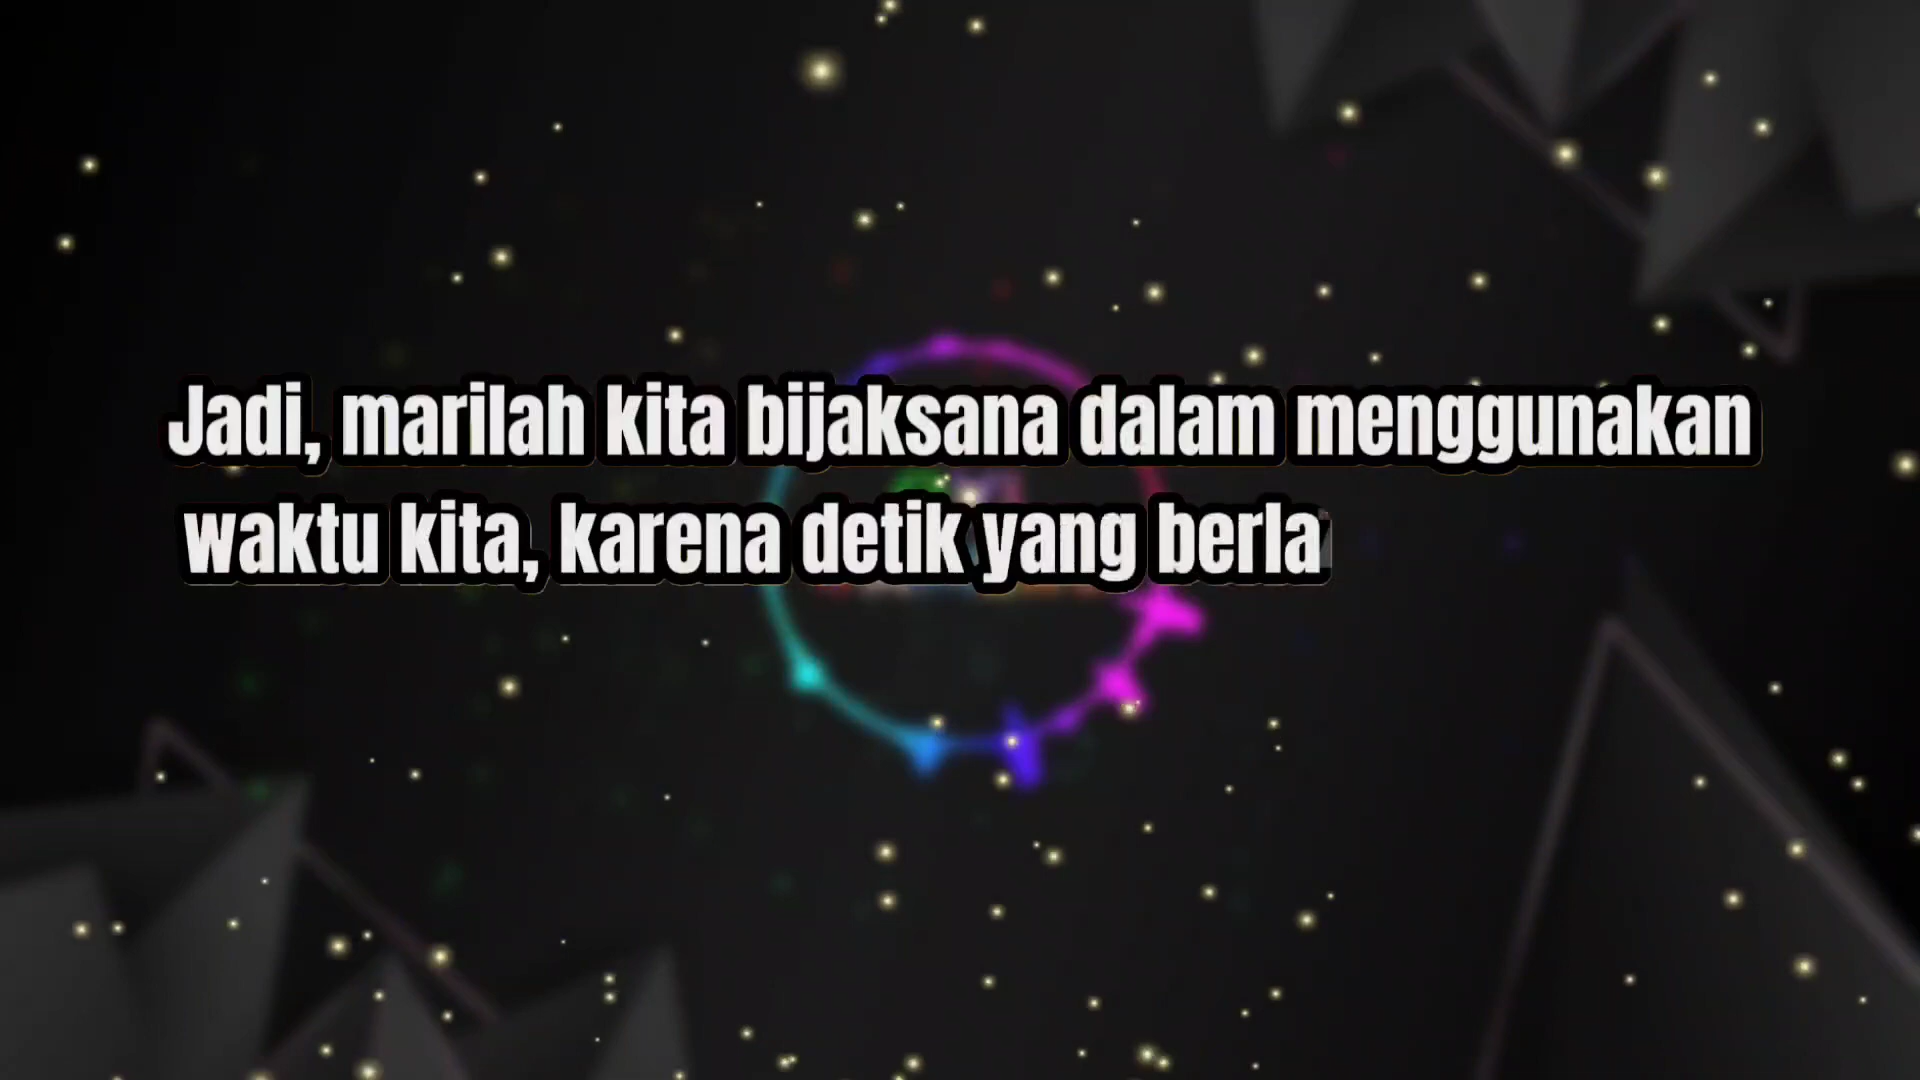 Jadi, marilah kita bijaksana dalam menggunakan
waktu kita, karena detik yang berla